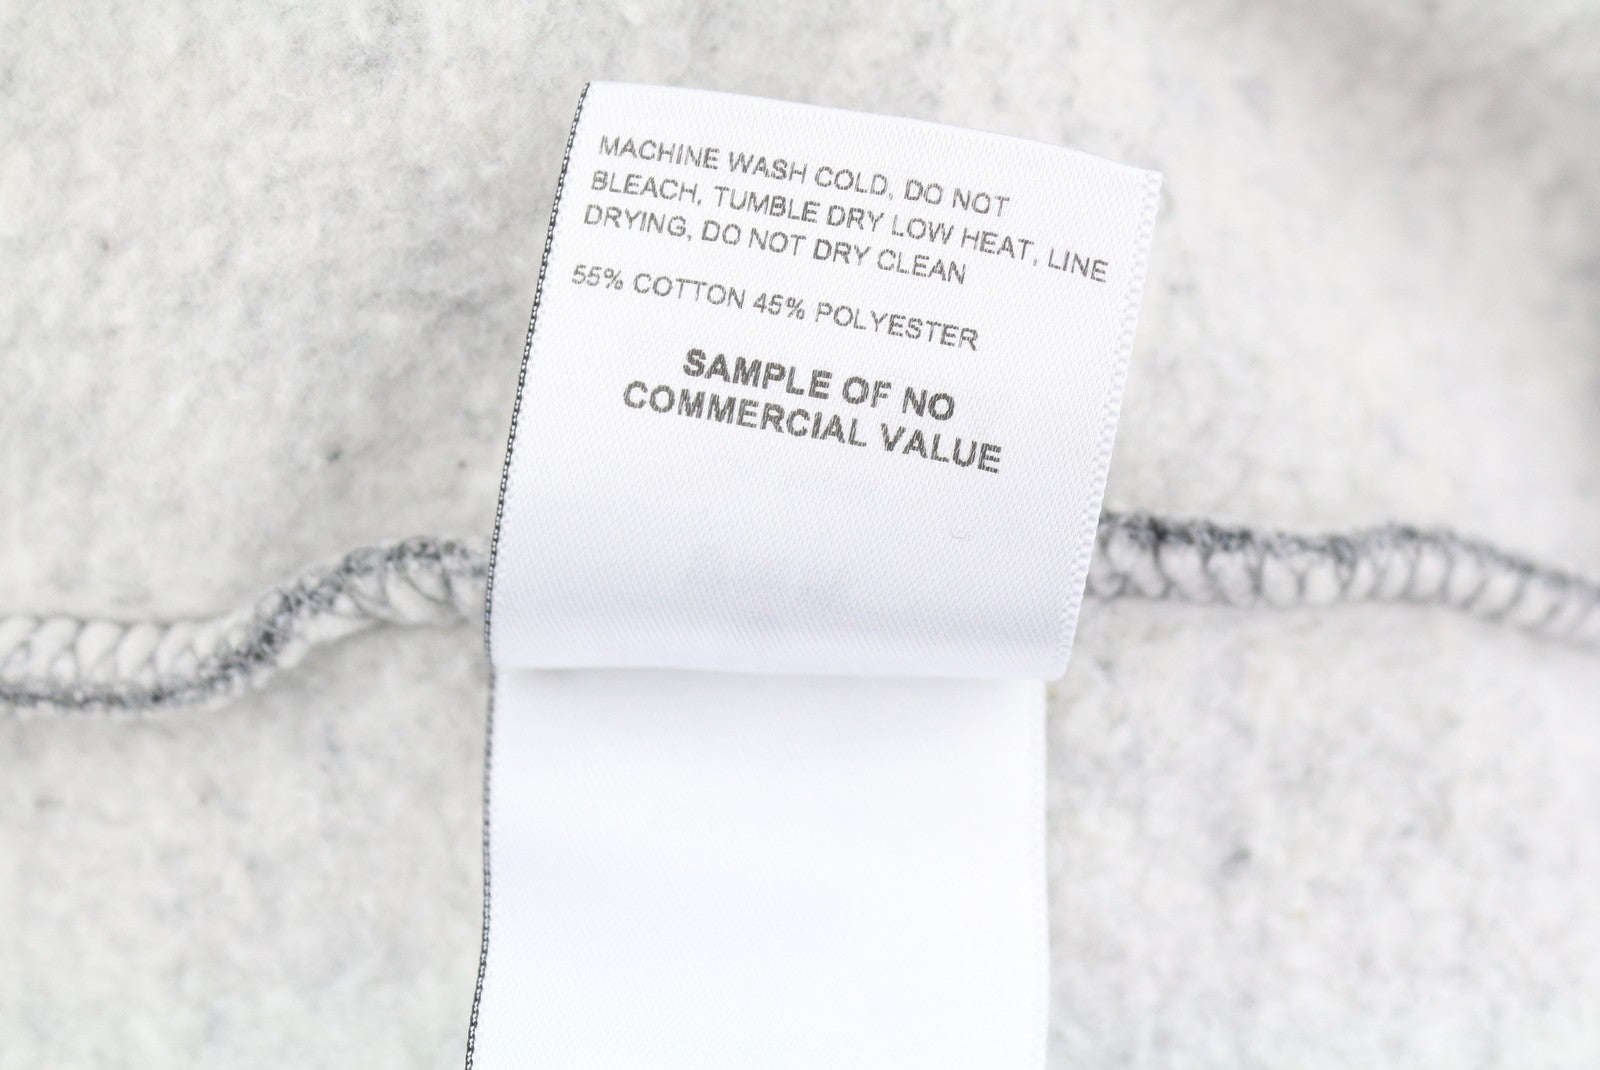 MACHINE WASH COLD, DO NOT
BLEACH, TUMBLE DRY LOW HEAT, LINE
DRYING, DO NOT DRY CLEAN
55% COTTON 45% POLYESTER
SAMPLE OF NO
COMMERCIAL VALUE